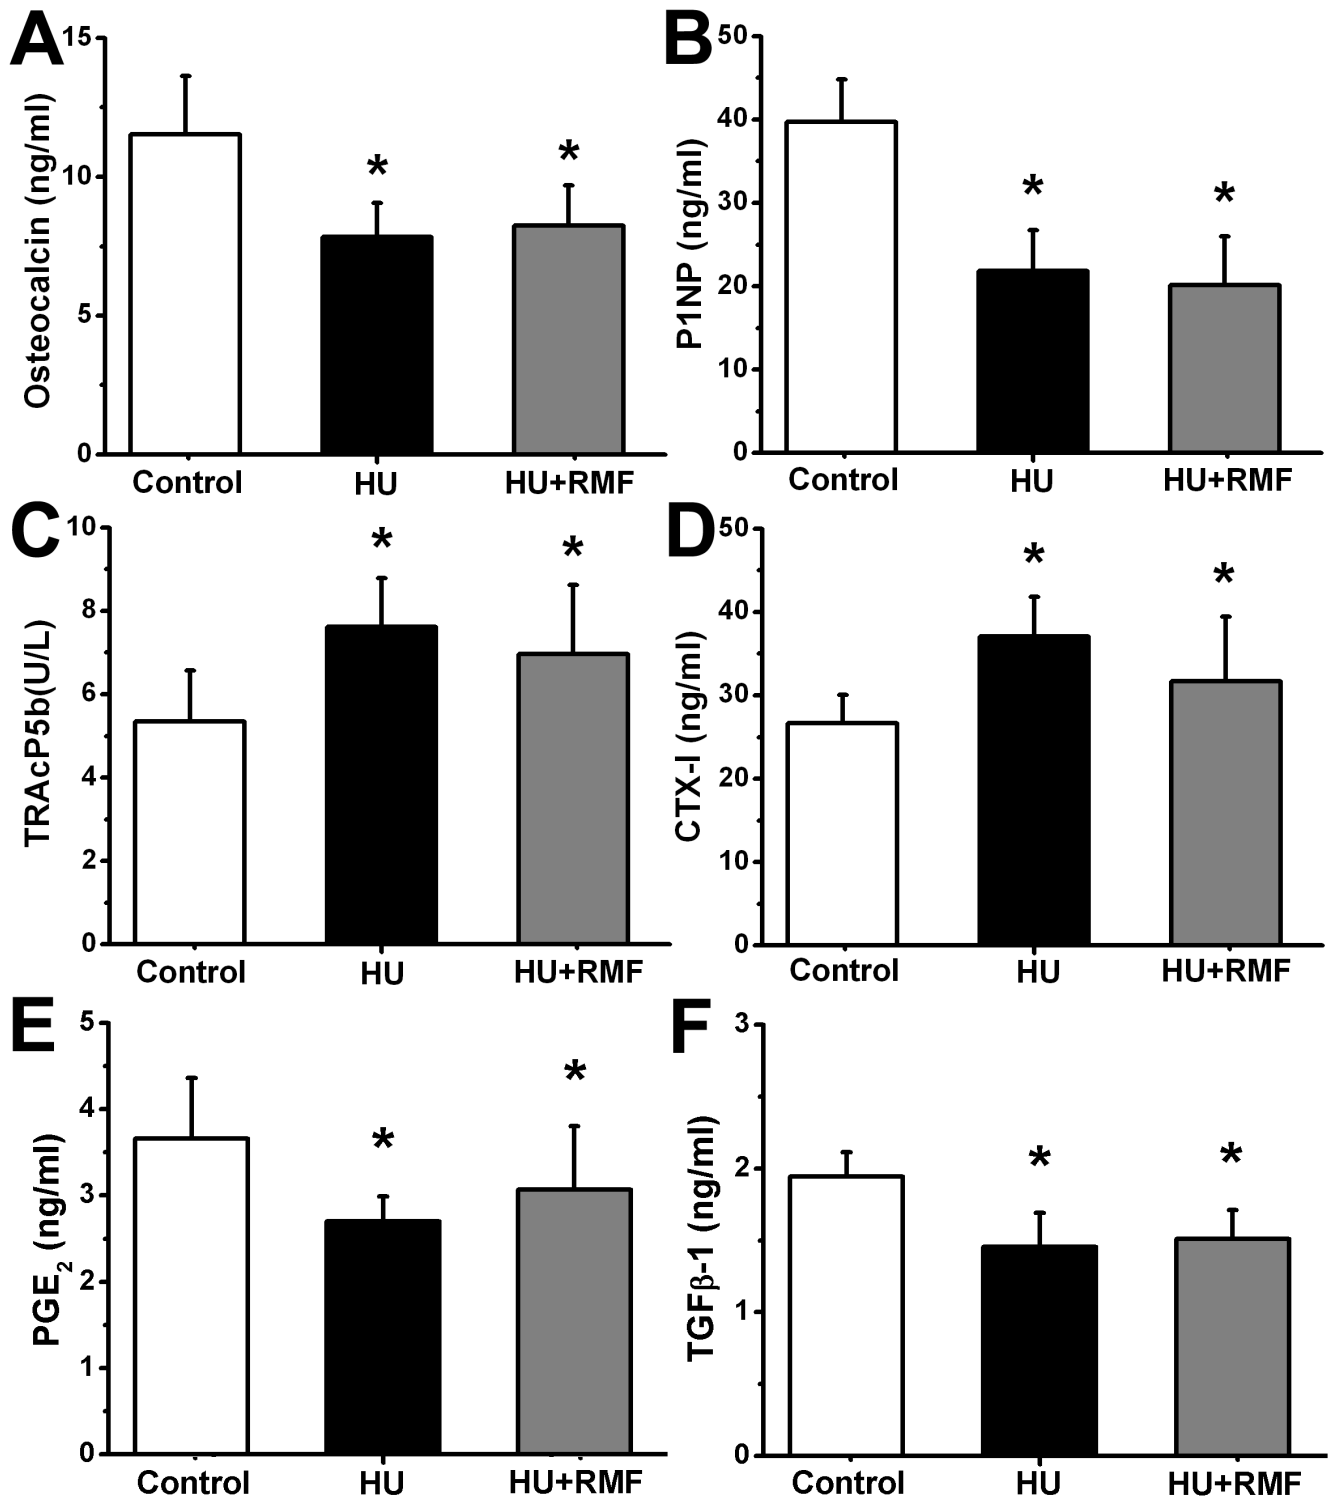 A
15
10
5
0
Osteocalcin (ng/ml)
*
*
Control HU HU+RMF
B
50
40
30
20
10
0
P1NP (ng/ml)
*
*
Control HU HU+RMF
C
10
8
6
4
2
0
TRAcP5b(U/L)
*
*
Control HU HU+RMF
D
50
40
30
20
10
0
CTX-I (ng/ml)
*
*
Control HU HU+RMF
E
5
4
3
2
1
0
PGE2 (ng/ml)
*
*
Control HU HU+RMF
F
3
2
1
0
TGFβ-1 (ng/ml)
*
*
Control HU HU+RMF